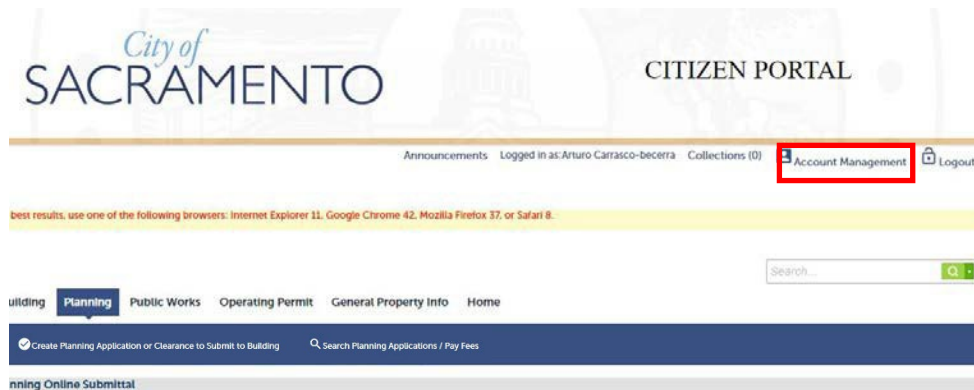 City of
SACRAMENTO
CITIZEN PORTAL
Announcements Logged in as:Arturo Carrasco-becerra Collections (0) Account Management Logout
best results, use one of the following browsers: Internet Explorer 11, Google Chrome 42, Mozilla Firefox 37, or Safari 8.
Search...
uilding Planning Public Works Operating Permit General Property Info Home
Create Planning Application or Clearance to Submit to Building Search Planning Applications / Pay Fees
nning Online Submittal